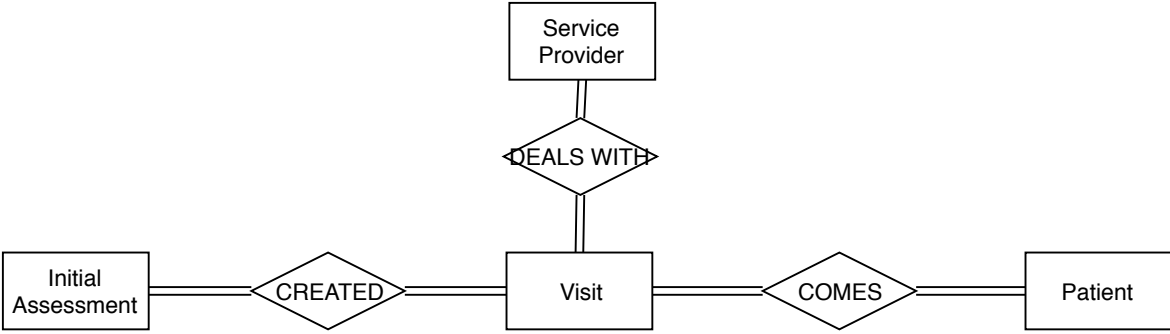 Service
Provider
DEALS WITH
Initial
Assessment
CREATED
Visit
COMES
Patient